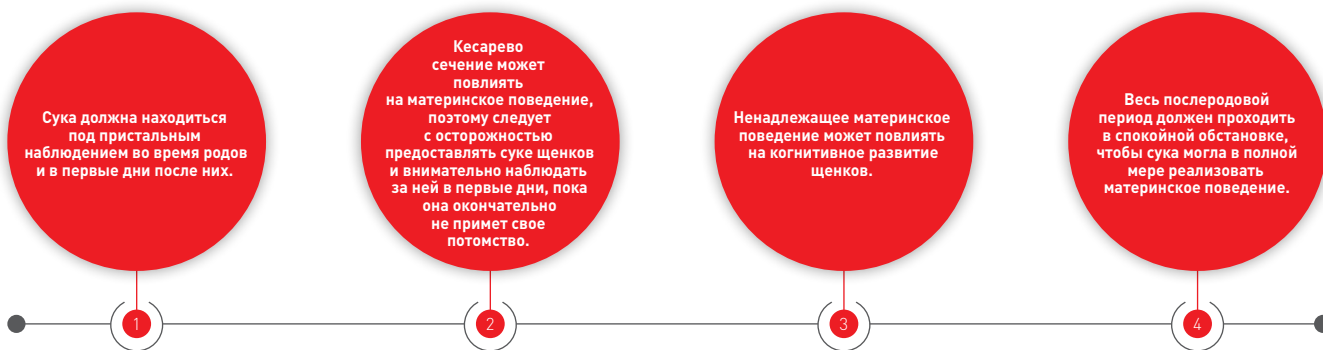 Сука должна находиться
под пристальным
наблюдением во время родов
и в первые дни после них.
Кесарево
сечение может
повлиять
на материнское поведение,
поэтому следует
с осторожностью
предоставлять суке щенков
и внимательно наблюдать
за ней в первые дни, пока
она окончательно
не примет свое
потомство.
Ненадлежащее материнское
поведение может повлиять
на когнитивное развитие
щенков.
Весь послеродовой
период должен проходить
в спокойной обстановке,
чтобы сука могла в полной
мере реализовать
материнское поведение.
1
2
3
4